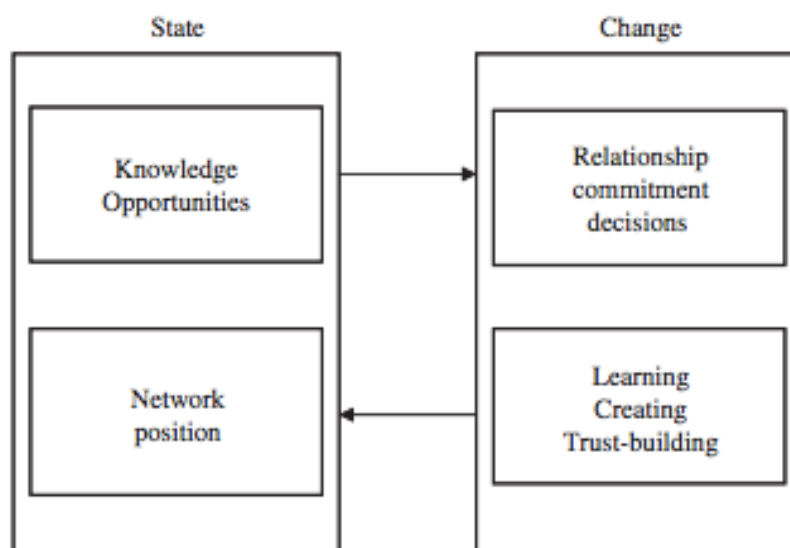 State
Change
Knowledge
Opportunities
Relationship
commitment
decisions
Network
position
Learning
Creating
Trust-building